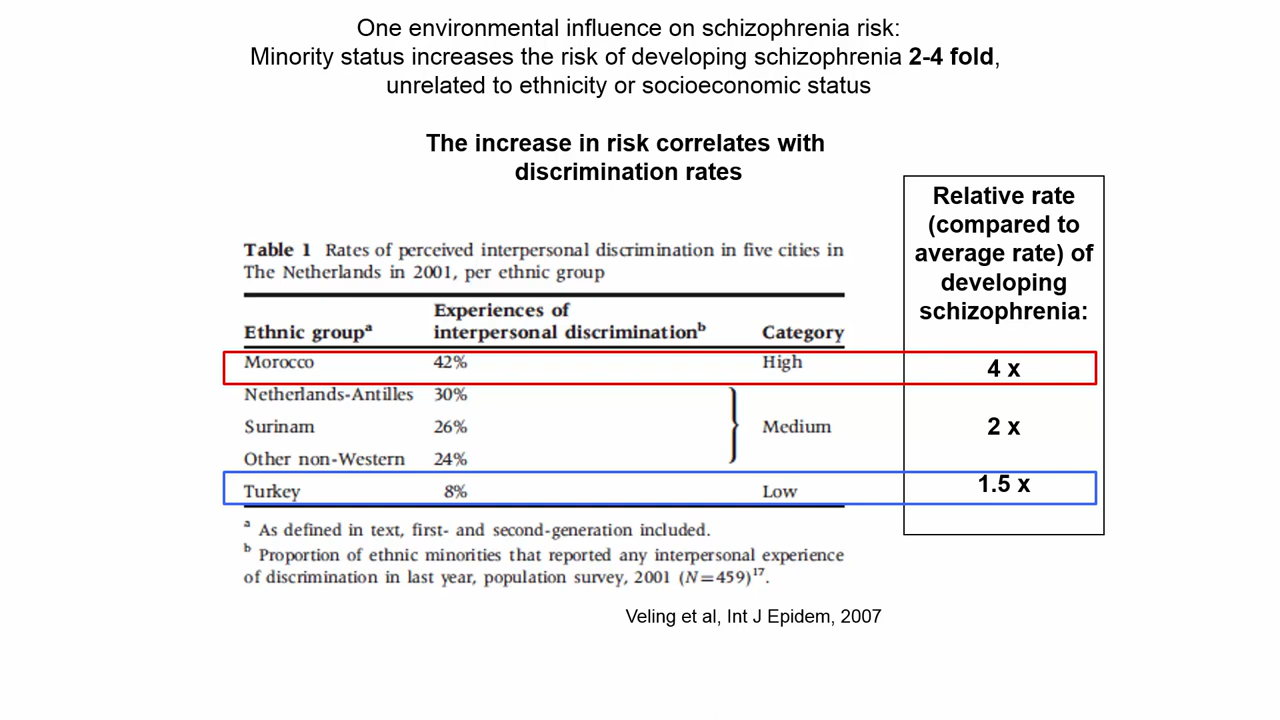 One environmental influence on schizophrenia risk:
Minority status increases the risk of developing schizophrenia 2-4 fold,
unrelated to ethnicity or socioeconomic status
The increase in risk correlates with
discrimination rates
Table 1 Rates of perceived interpersonal discrimination in five cities in
The Netherlands in 2001, per ethnic group
Experiences of
Ethnic groupᵃ interpersonal discriminationᵇ Category
Morocco 42% High
Netherlands-Antilles 30%
Surinam 26% Medium
Other non-Western 24%
Turkey 8% Low
ᵃ As defined in text, first- and second-generation included.
ᵇ Proportion of ethnic minorities that reported any interpersonal experience
of discrimination in last year, population survey, 2001 (N=459)¹⁷.
Relative rate
(compared to
average rate) of
developing
schizophrenia:
4 x
2 x
1.5 x
Veling et al, Int J Epidem, 2007